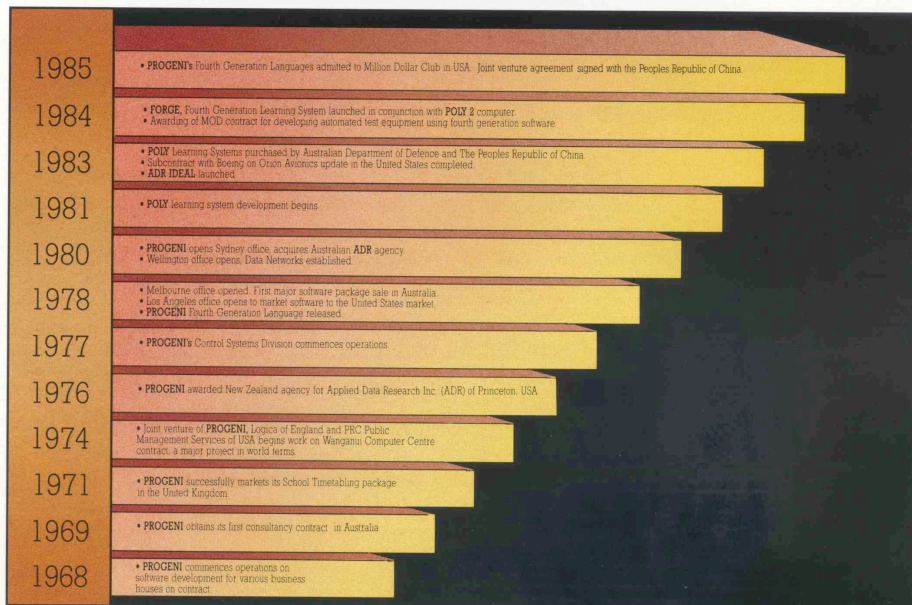 1985
• PROGENI's Fourth Generation Languages admitted to Million Dollar Club in USA. Joint venture agreement signed with the Peoples Republic of China.
1984
• FORGE, Fourth Generation Learning System launched in conjunction with POLY 2 computer.
• Awarding of MOD contract for developing automated test equipment using fourth generation software
1983
• POLY Learning Systems purchased by Australian Department of Defence and The Peoples Republic of China.
• Subcontract with Boeing on Orion Avionics update in the United States completed.
• ADR IDEAL launched.
1981
• POLY learning system development begins.
1980
• PROGENI opens Sydney office, acquires Australian ADR agency.
• Wellington office opens, Data Networks established.
1978
• Melbourne office opened. First major software package sale in Australia.
• Los Angeles office opens to market software to the United States market.
• PROGENI Fourth Generation Language released.
1977
• PROGENI's Control Systems Division commences operations.
1976
• PROGENI awarded New Zealand agency for Applied Data Research Inc. (ADR) of Princeton, USA
1974
• Joint venture of PROGENI, Logica of England and PRC Public
Management Services of USA begins work on Wanganui Computer Centre
contract, a major project in world terms.
1971
• PROGENI successfully markets its School Timetabling package
in the United Kingdom.
1969
• PROGENI obtains its first consultancy contract in Australia.
1968
• PROGENI commences operations on
software development for various business
houses on contract.